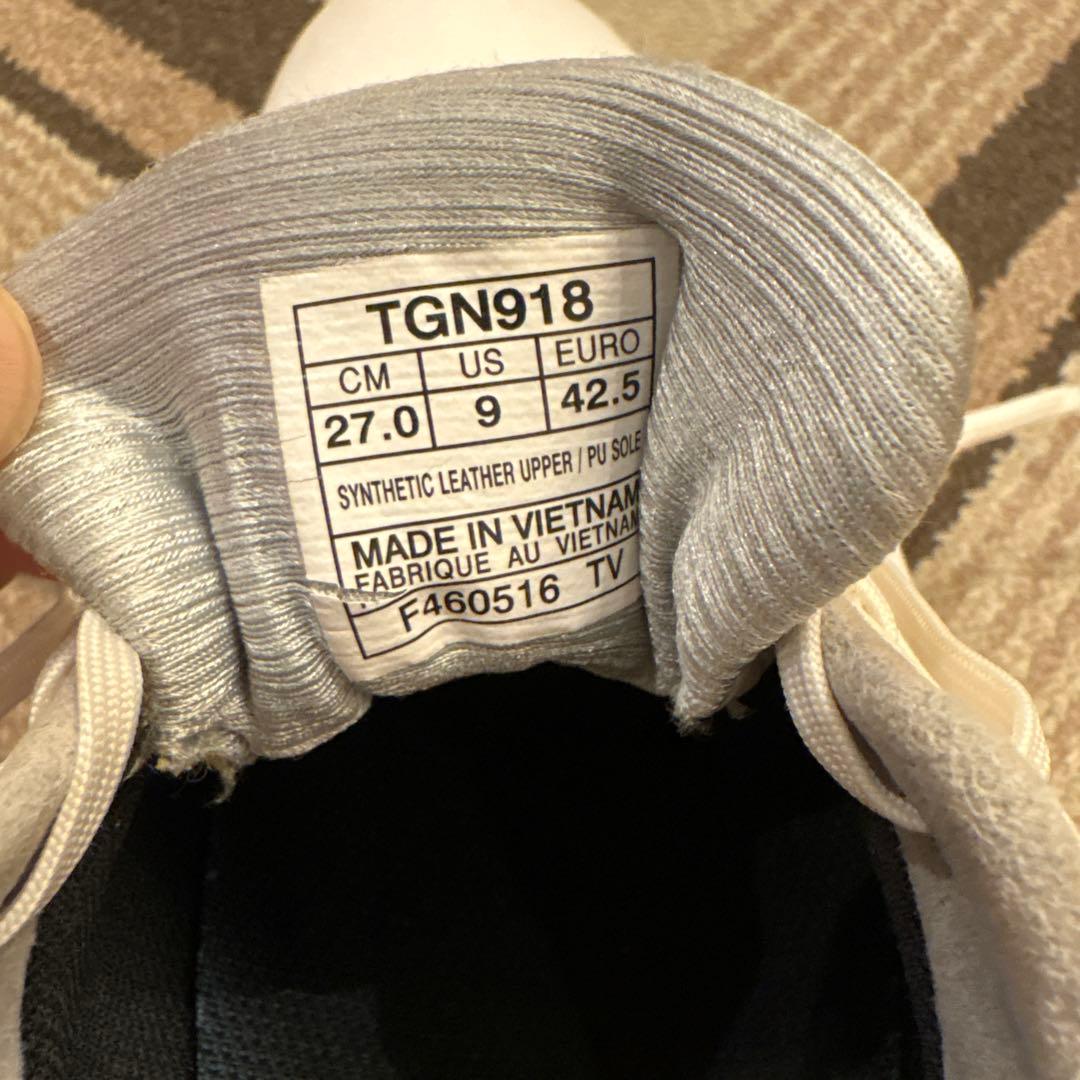 TGN918
CM US EURO
27.0 9 42.5
SYNTHETIC LEATHER UPPER / PU SOLE
MADE IN VIETNAM
FABRIQUE AU VIETNAM
F460516 TV